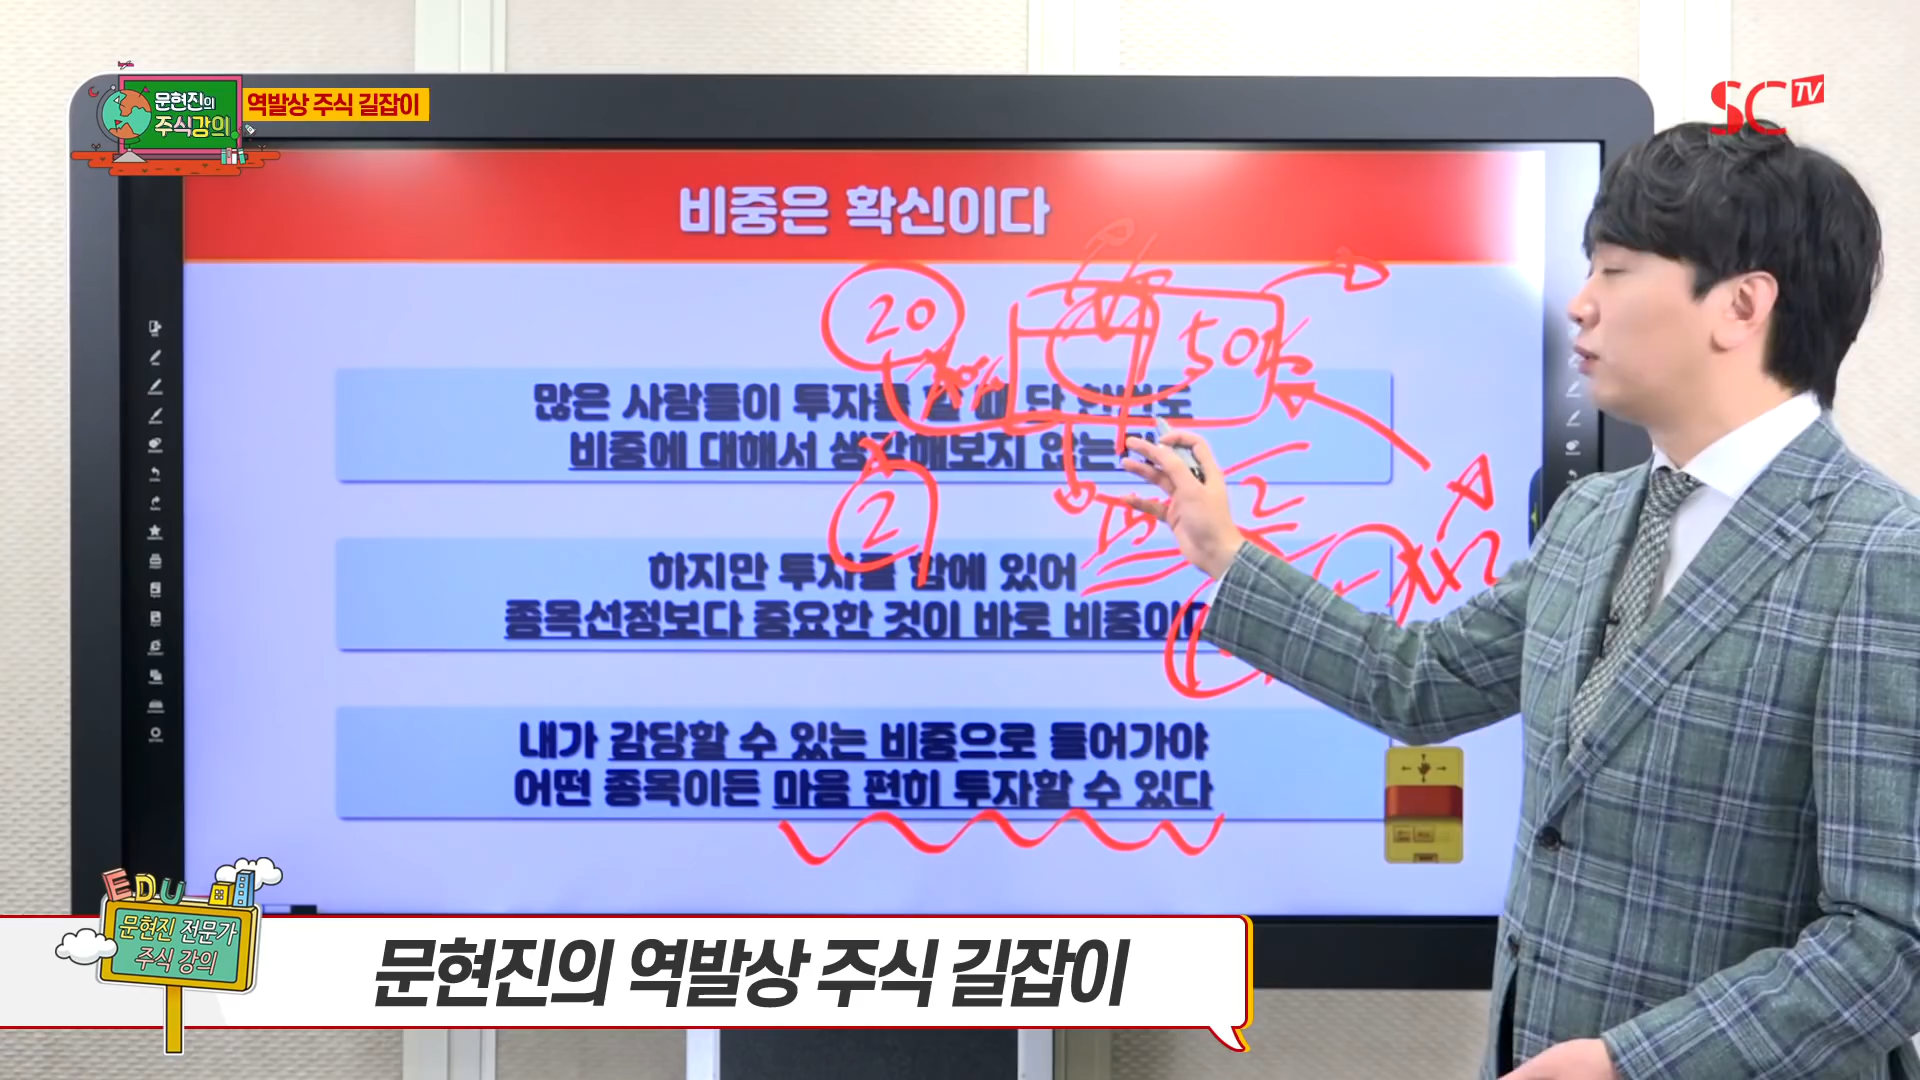 SC TV
문현진의
주식강의
역발상 주식 길잡이
비중은 확신이다
20
50%
많은 사람들이 투자를 할 때 단 한번도
비중에 대해서 생각해보지 않는다
2
2
하지만 투자를 함에 있어
종목선정보다 중요한 것이 바로 비중이다
내가 감당할 수 있는 비중으로 들어가야
어떤 종목이든 마음 편히 투자할 수 있다
EDU
문현진 전문가
주식 강의
문현진의 역발상 주식 길잡이